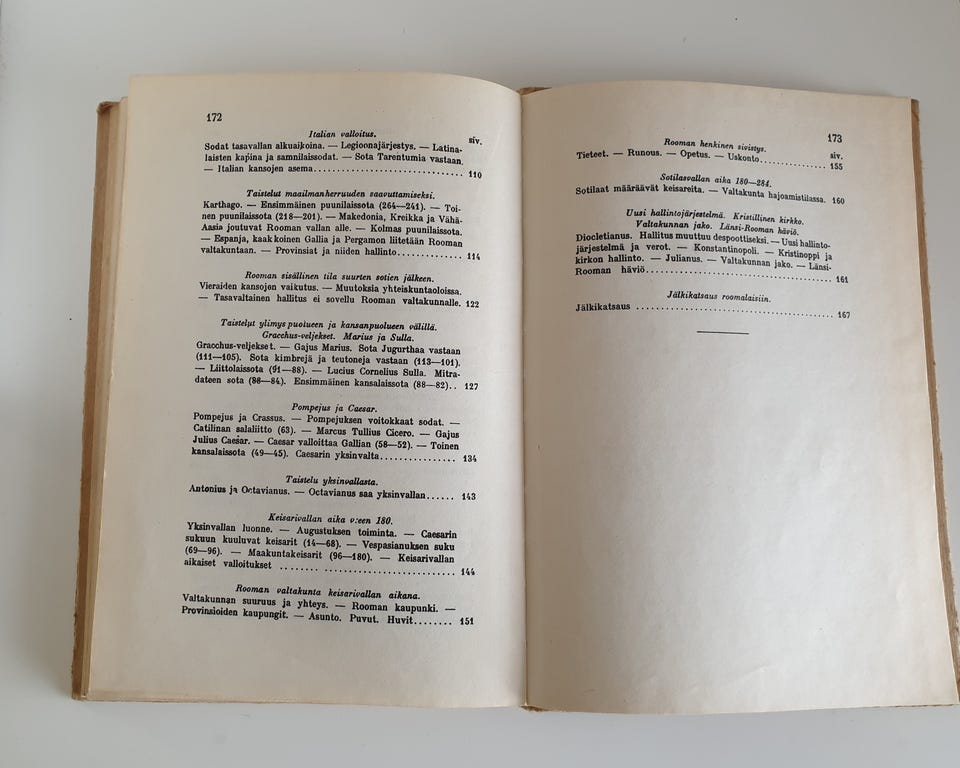 172
Italian valloitus.
siv.
Sodat tasavallan alkuaikoina. — Legioonajärjestys. — Latina-
laisten kapina ja samnilaissodat. — Sota Tarentumia vastaan.
— Italian kansojen asema................................ 110
Taistelut maailmanherruuden saavuttamiseksi.
Karthago. — Ensimmäinen puunilaissota (264—241). — Toi-
nen puunilaissota (218—201). — Makedonia, Kreikka ja Vähä-
Aasia joutuvat Rooman vallan alle. — Kolmas puunilaissota.
— Espanja, kaakkoinen Gallia ja Pergamon liitetään Rooman
valtakuntaan. — Provinsiat ja niiden hallinto.............. 114
Rooman sisällinen tila suurten sotien jälkeen.
Vieraiden kansojen vaikutus. — Muutoksia yhteiskuntaoloissa.
— Tasavaltainen hallitus ei sovellu Rooman valtakunnalle. 122
Taistelut ylimyspuolueen ja kansanpuolueen välillä.
Gracchus-veljekset. Marius ja Sulla.
Gracchus-veljekset. — Gajus Marius. Sota Jugurthaa vastaan
(111—105). Sota kimbrejä ja teutoneja vastaan (113—101).
— Liittolaissota (91—88). — Lucius Cornelius Sulla. Mitra-
dateen sota (88—84). Ensimmäinen kansalaissota (88—82).. 127
Pompejus ja Caesar.
Pompejus ja Crassus. — Pompejuksen voitokkaat sodat. —
Catilinan salaliitto (63). — Marcus Tullius Cicero. — Gajus
Julius Caesar. — Caesar valloittaa Gallian (58—52). — Toinen
kansalaissota (49—45). Caesarin yksinvalta................ 134
Taistelu yksinvallasta.
Antonius ja Octavianus. — Octavianus saa yksinvallan...... 143
Keisarivallan aika v:een 180.
Yksinvallan luonne. — Augustuksen toiminta. — Caesarin
sukuun kuuluvat keisarit (14—68). — Vespasianuksen suku
(69—96). — Maakuntakeisarit (96—180). — Keisarivallan
aikaiset valloitukset ........ ........................... 144
Rooman valtakunta keisarivallan aikana.
Valtakunnan suuruus ja yhteys. — Rooman kaupunki. —
Provinsioiden kaupungit. — Asunto. Puvut. Huvit........ 151
173
Rooman henkinen sivistys.
siv.
Tieteet. — Runous. — Opetus. — Uskonto.............. 155
Sotilasvallan aika 180—284.
Sotilaat määräävät keisareita. — Valtakunta hajoamistilassa. 160
Uusi hallintojärjestelmä. Kristillinen kirkko.
Valtakunnan jako. Länsi-Rooman häviö.
Diocletianus. Hallitus muuttuu despoottiseksi. — Uusi hallinto-
järjestelmä ja verot. — Konstantinopoli. — Kristinoppi ja
kirkon hallinto. — Julianus. — Valtakunnan jako. — Länsi-
Rooman häviö........................................ 161
Jälkikatsaus roomalaisiin.
Jälkikatsaus ........................................ 167